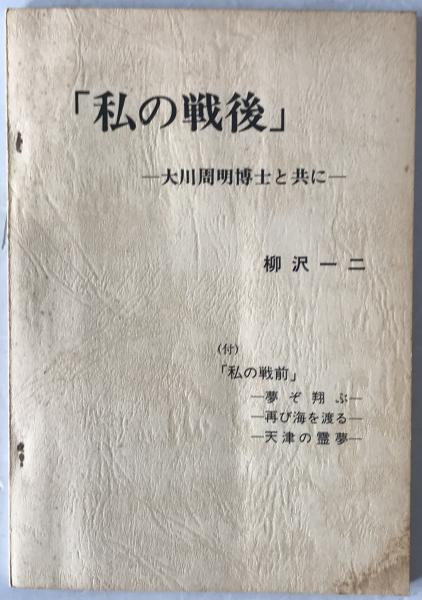 「私の戦後」
―大川周明博士と共に―
柳沢一二
(付)
「私の戦前」
―夢ぞ翔ぶ―
―再び海を渡る―
―天津の霊夢―